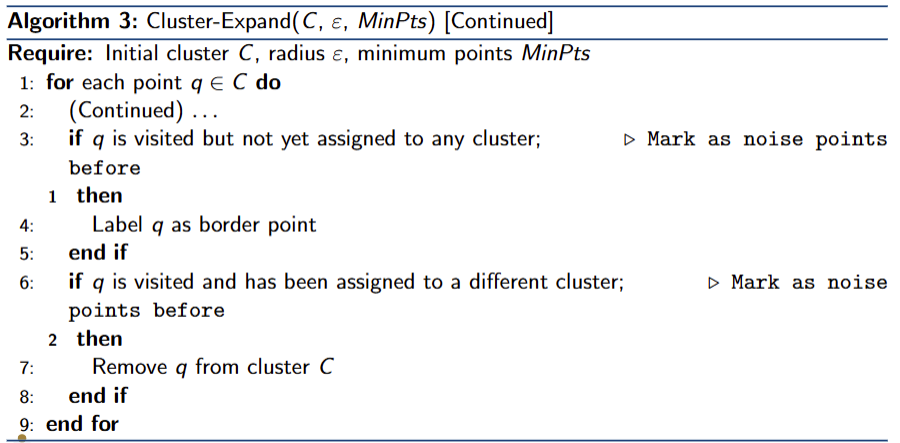 Algorithm 3: Cluster-Expand(C, ε, MinPts) [Continued]
Require: Initial cluster C, radius ε, minimum points MinPts
1: for each point q ∈ C do
2: (Continued) ...
3: if q is visited but not yet assigned to any cluster; ▷ Mark as noise points
before
1 then
4: Label q as border point
5: end if
6: if q is visited and has been assigned to a different cluster; ▷ Mark as noise
points before
2 then
7: Remove q from cluster C
8: end if
9: end for